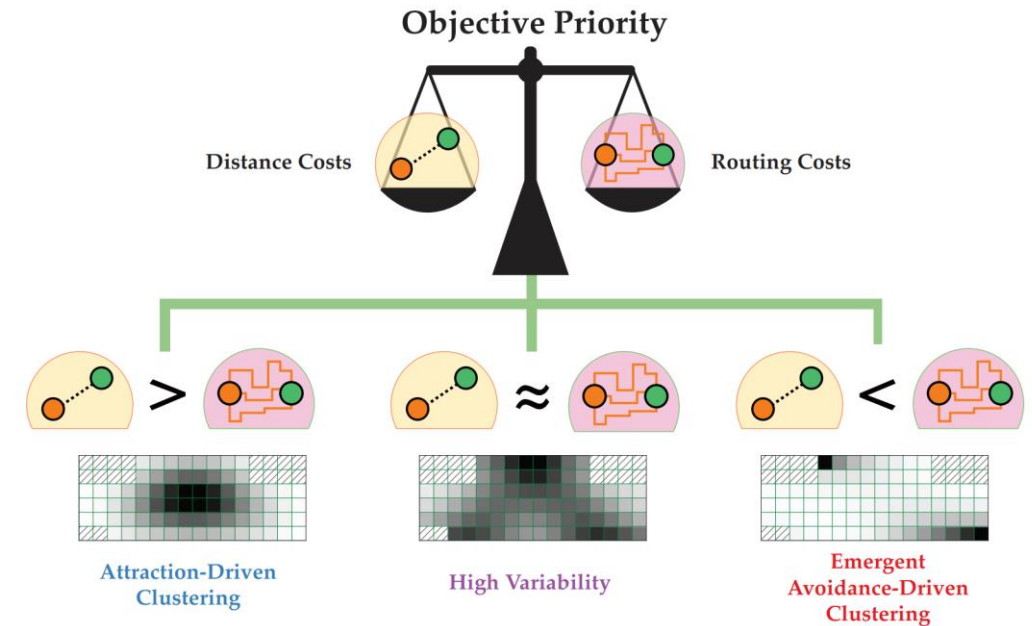 Objective Priority
Distance Costs
Routing Costs
>
≈
<
Attraction-Driven
Clustering
High Variability
Emergent
Avoidance-Driven
Clustering